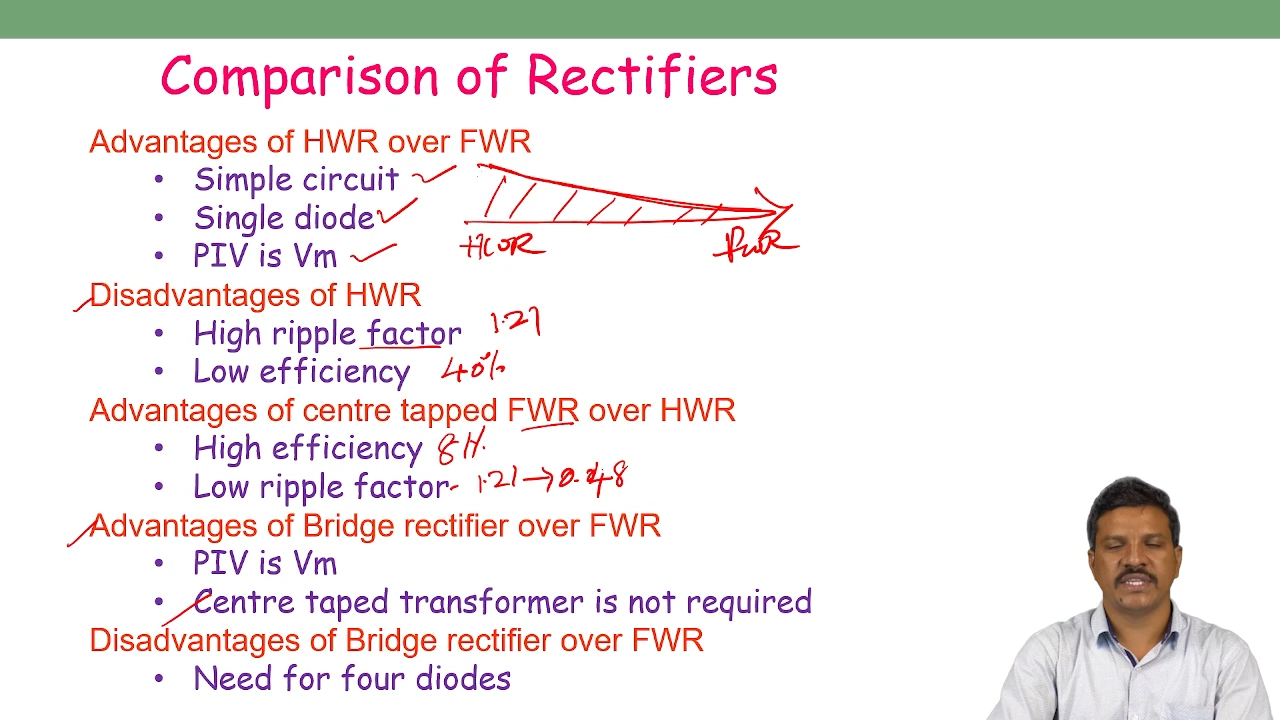 Comparison of Rectifiers
Advantages of HWR over FWR
• Simple circuit
• Single diode
• PIV is Vm
HWR FWR
Disadvantages of HWR
• High ripple factor 1.21
• Low efficiency 40%
Advantages of centre tapped FWR over HWR
• High efficiency 81.
• Low ripple factor 1.21 → 0.48
Advantages of Bridge rectifier over FWR
• PIV is Vm
• Centre taped transformer is not required
Disadvantages of Bridge rectifier over FWR
• Need for four diodes